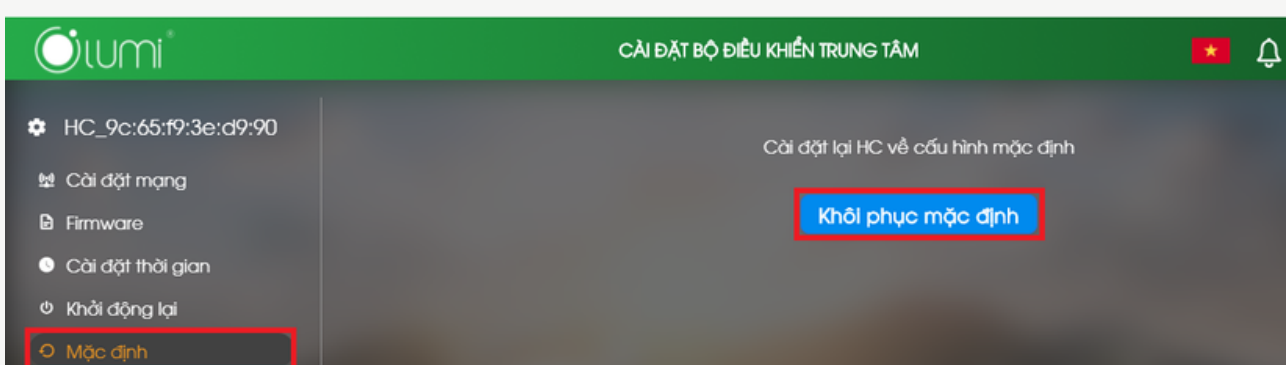 lumi®
CÀI ĐẶT BỘ ĐIỀU KHIỂN TRUNG TÂM
HC_9c:65:f9:3e:d9:90
Cài đặt mạng
Firmware
Cài đặt thời gian
Khởi động lại
Mặc định
Cài đặt lại HC về cấu hình mặc định
Khôi phục mặc định